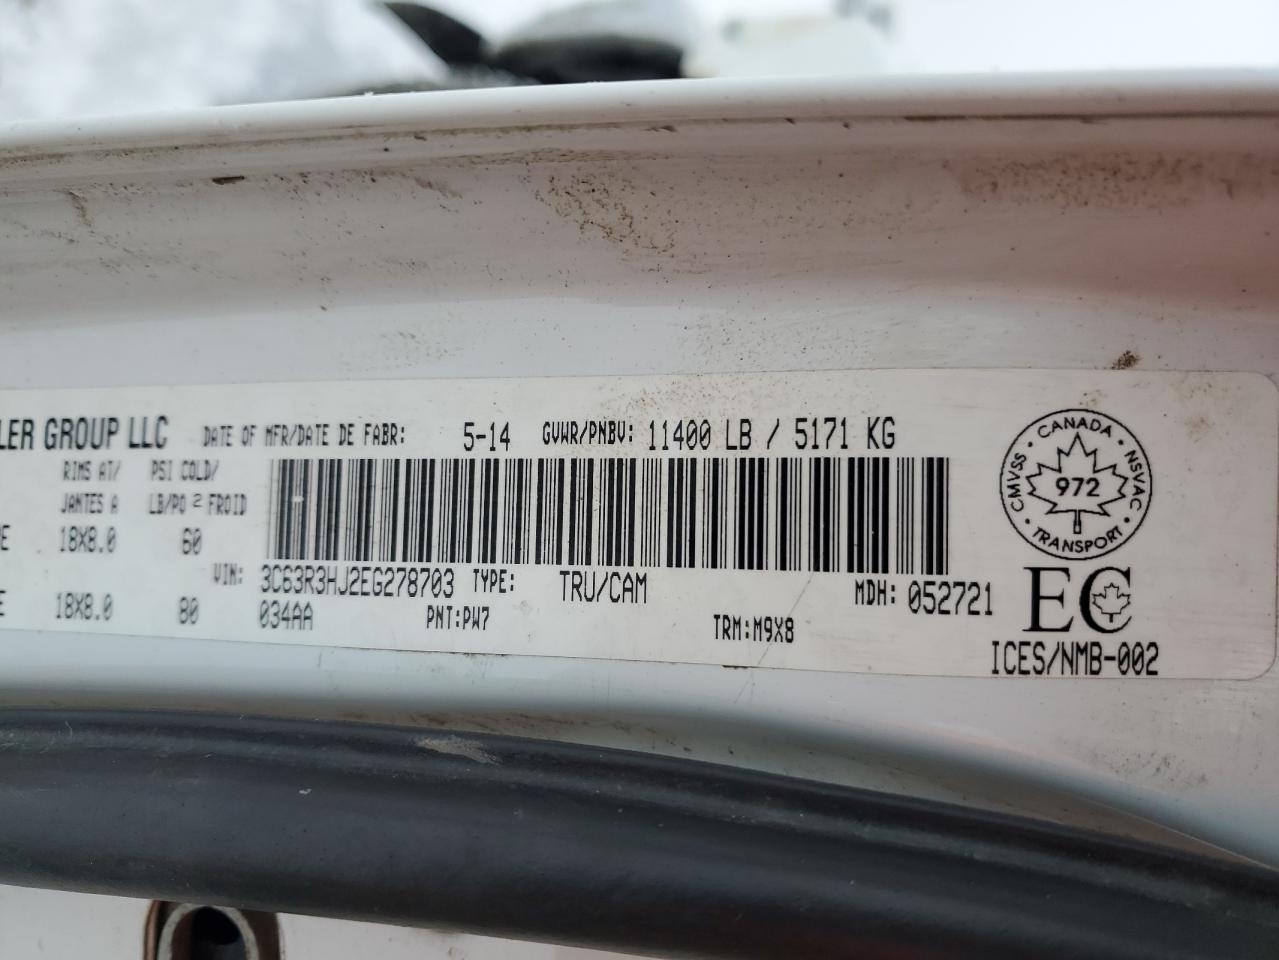 LER GROUP LLC DATE OF MFR/DATE DE FABR: 5-14 GVWR/PNBV: 11400 LB / 5171 KG
RIMS AT/ PSI COLD/
JANTES A LB/PO 2 FROID
E 18X8.0 60
VIN: 3C63R3HJ2EG278703 TYPE: TRU/CAM MDH: 052721
E 18X8.0 80 034AA PNT:PW7 TRM:M9X8
CMVSS · CANADA · NSVAC · TRANSPORT ·
972
EC
ICES/NMB-002